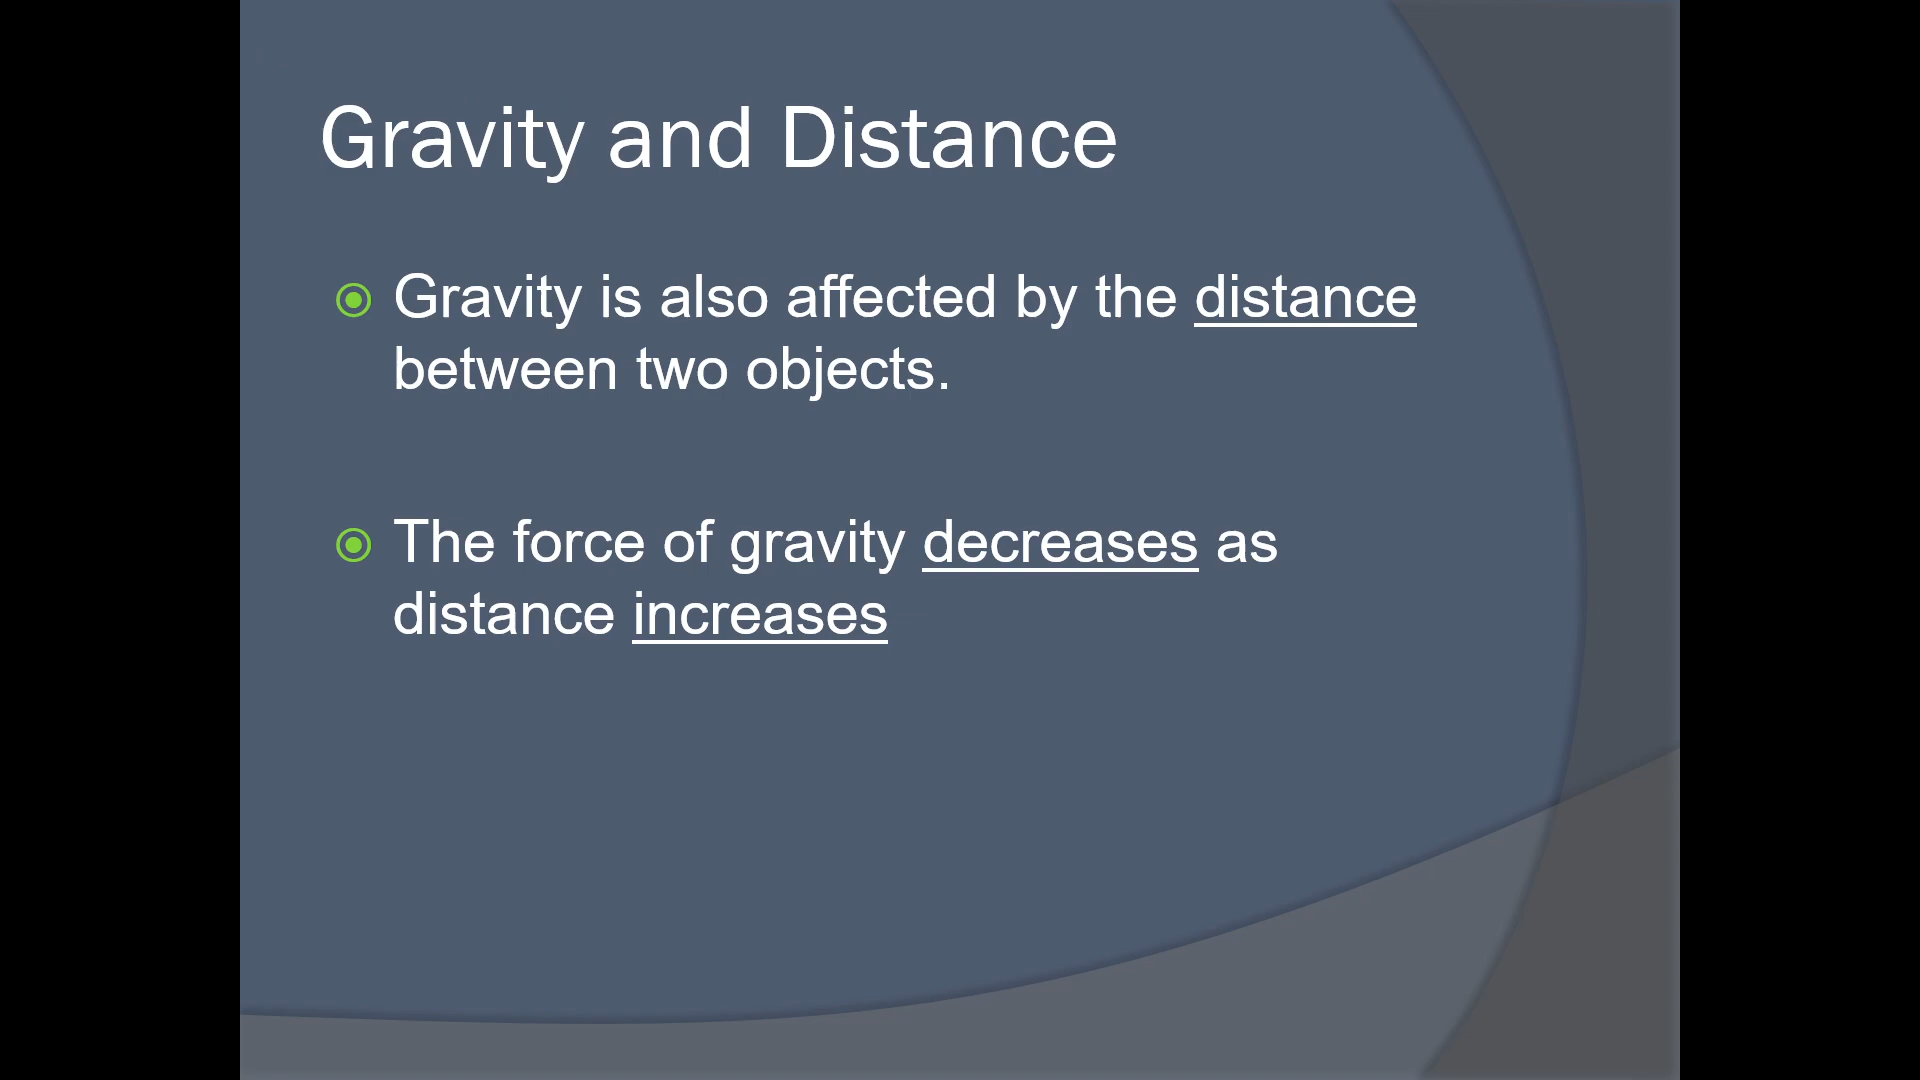 Gravity and Distance
Gravity is also affected by the distance
between two objects.
The force of gravity decreases as
distance increases